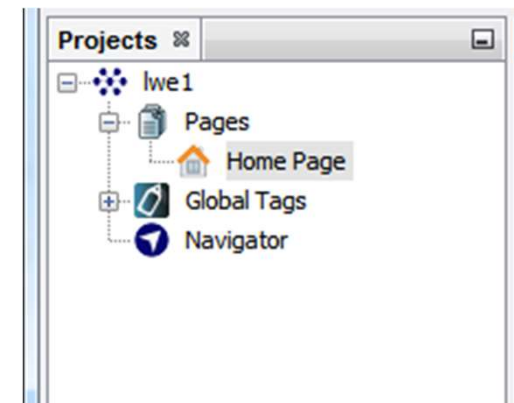 Projects
lwe1
Pages
Home Page
Global Tags
Navigator